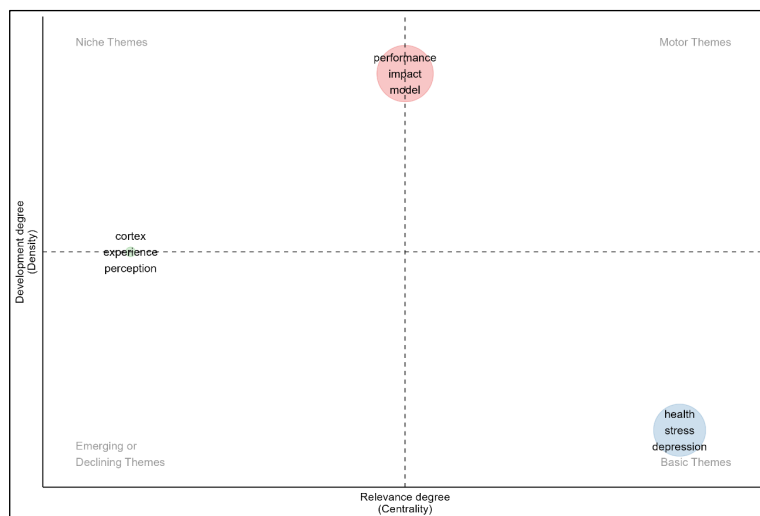 Niche Themes
Motor Themes
performance
impact
model
cortex
experience
perception
Development degree
(Density)
health
stress
depression
Emerging or
Declining Themes
Basic Themes
Relevance degree
(Centrality)